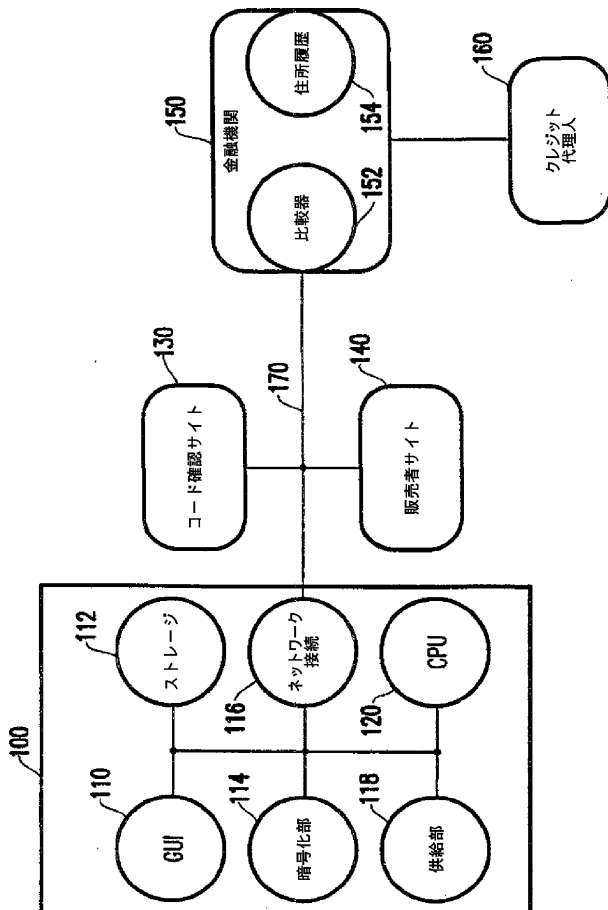 100
110
GUI
112
ストレージ
114
暗号化部
116
ネットワーク
接続
118
供給部
120
CPU
130
コード確認サイト
170
140
販売者サイト
150
金融機関
152
比較器
154
住所履歴
160
クレジット
代理人